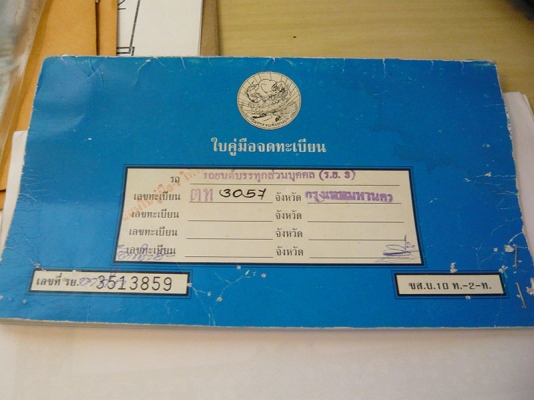 ใบคู่มือจดทะเบียน
รถ รถยนต์บรรทุกส่วนบุคคล (ร.ย. 3)
เลขทะเบียน ตท 3057 จังหวัด กรุงเทพมหานคร
เลขทะเบียน จังหวัด
เลขทะเบียน จังหวัด
เลขทะเบียน จังหวัด
เลขที่ รย. 3513859
ขส.บ.10 ท.-2-ท.